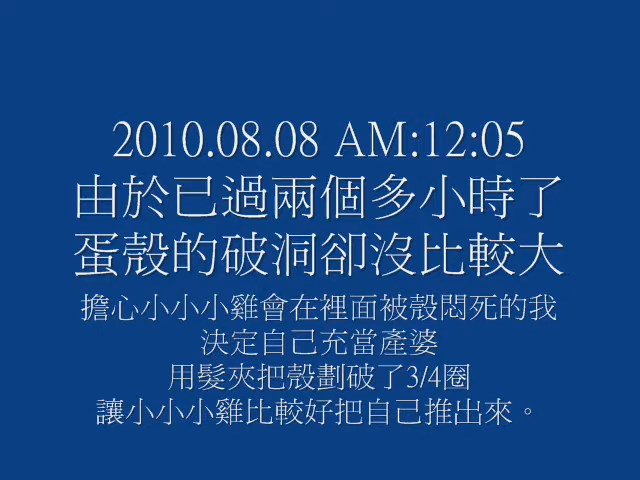 2010.08.08 AM:12:05
由於已過兩個多小時了
蛋殼的破洞卻沒比較大
擔心小小小雞會在裡面被殼悶死的我
決定自己充當產婆
用髮夾把殼劃破了3/4圈
讓小小小雞比較好把自己推出來。